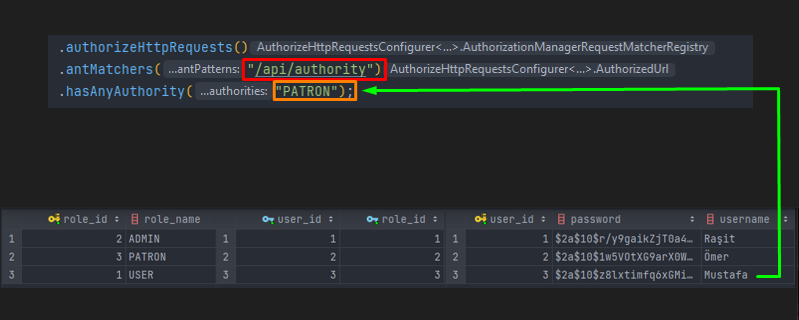 .authorizeHttpRequests() AuthorizeHttpRequestsConfigurer<...>.AuthorizationManagerRequestMatcherRegistry
.antMatchers( ...antPatterns: "/api/authority") AuthorizeHttpRequestsConfigurer<...>.AuthorizedUrl
.hasAnyAuthority( ...authorities: "PATRON");
role_id role_name user_id role_id user_id password username
1 2 ADMIN 1 1 1 1 1 $2a$10$r/y9gaikZjT0a4… Raşit
2 3 PATRON 2 2 2 2 2 $2a$10$1w5VOtXG9arX0W… Ömer
3 1 USER 3 3 3 3 3 $2a$10$z8lxtimfq6xGMi… Mustafa